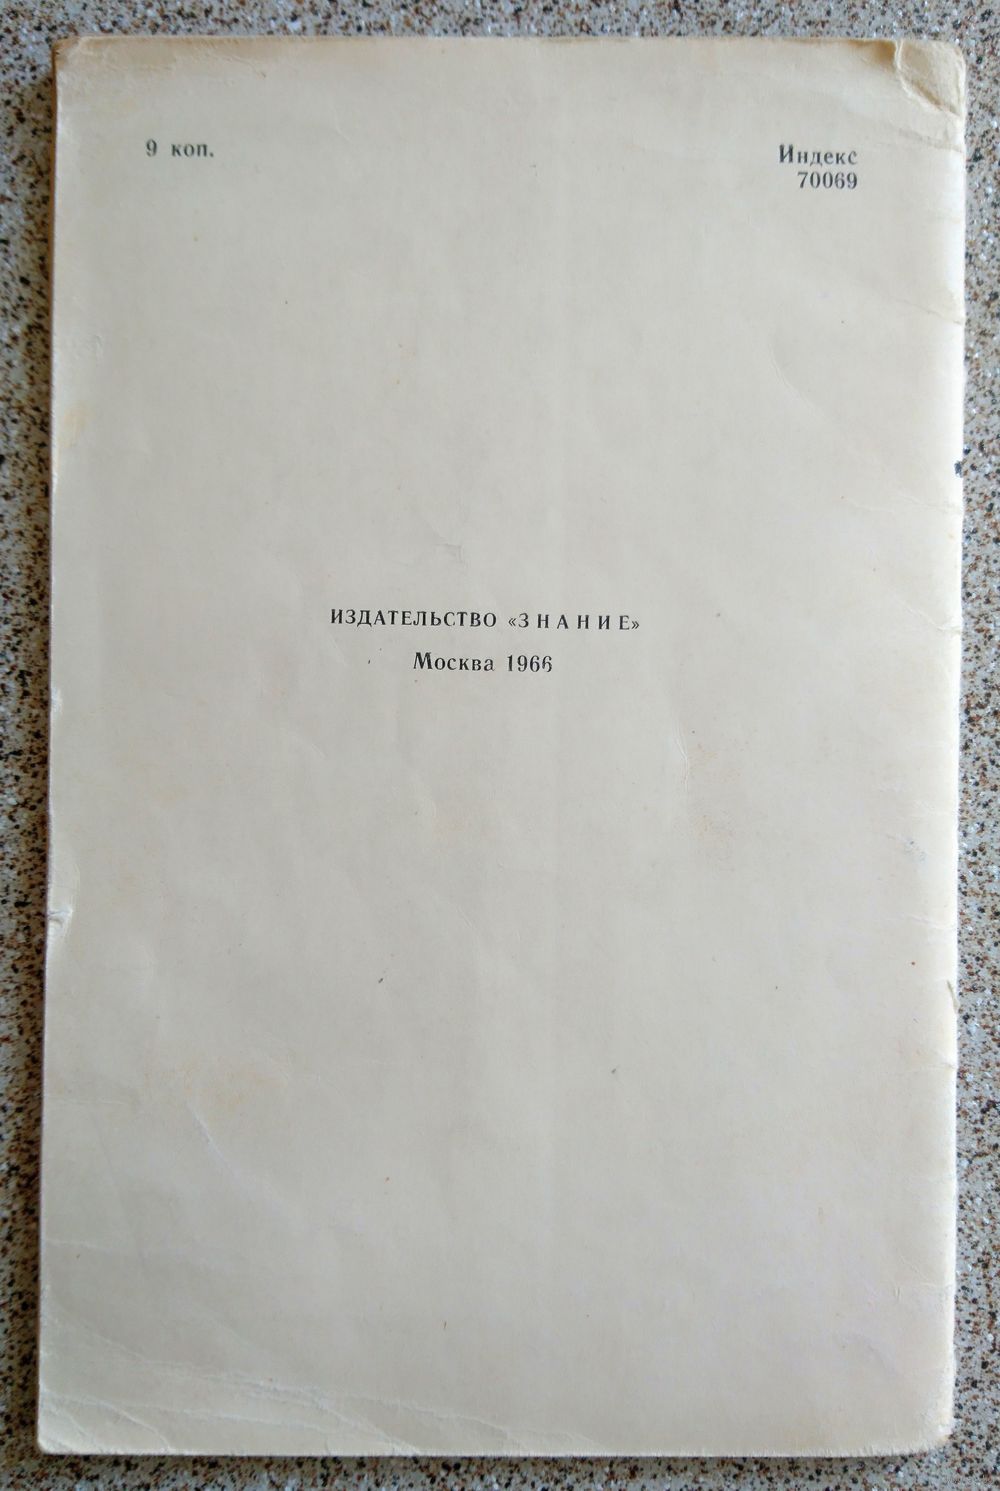 9 коп.
Индекс
70069
ИЗДАТЕЛЬСТВО «ЗНАНИЕ»
Москва 1966